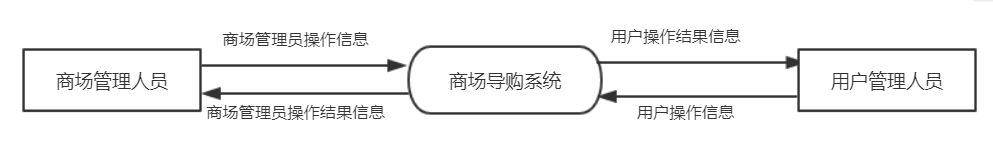 商场管理员操作信息
用户操作结果信息
商场管理人员
商场导购系统
用户管理人员
商场管理员操作结果信息
用户操作信息